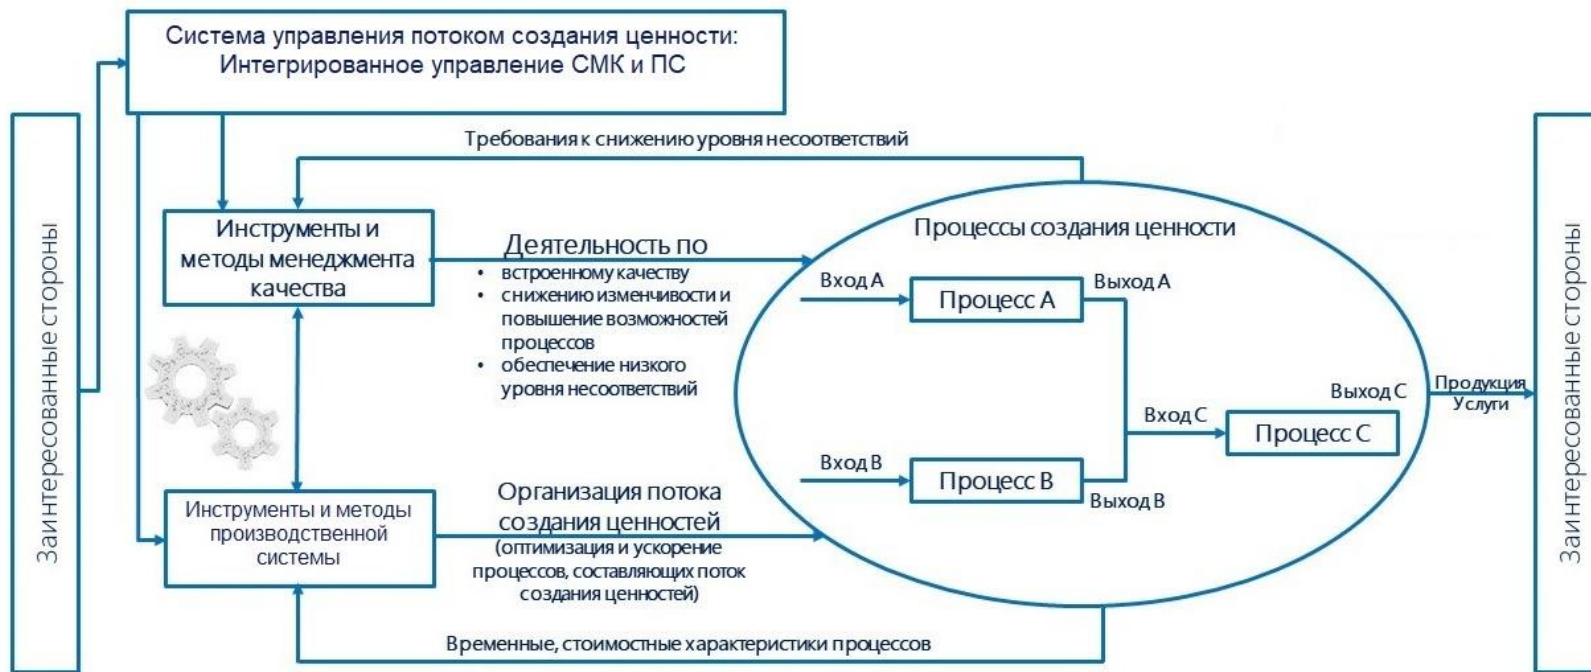 Система управления потоком создания ценности:
Интегрированное управление СМК и ПС
Заинтересованные стороны
Требования к снижению уровня несоответствий
Инструменты и
методы менеджмента
качества
Деятельность по
• встроенному качеству
• снижению изменчивости и
повышение возможностей
процессов
• обеспечение низкого
уровня несоответствий
Инструменты и методы
производственной
системы
Организация потока
создания ценностей
(оптимизация и ускорение
процессов, составляющих поток
создания ценностей)
Временные, стоимостные характеристики процессов
Процессы создания ценности
Вход А
Процесс А
Выход А
Вход В
Процесс В
Выход В
Вход С
Процесс С
Выход С
Продукция
Услуги
Заинтересованные стороны